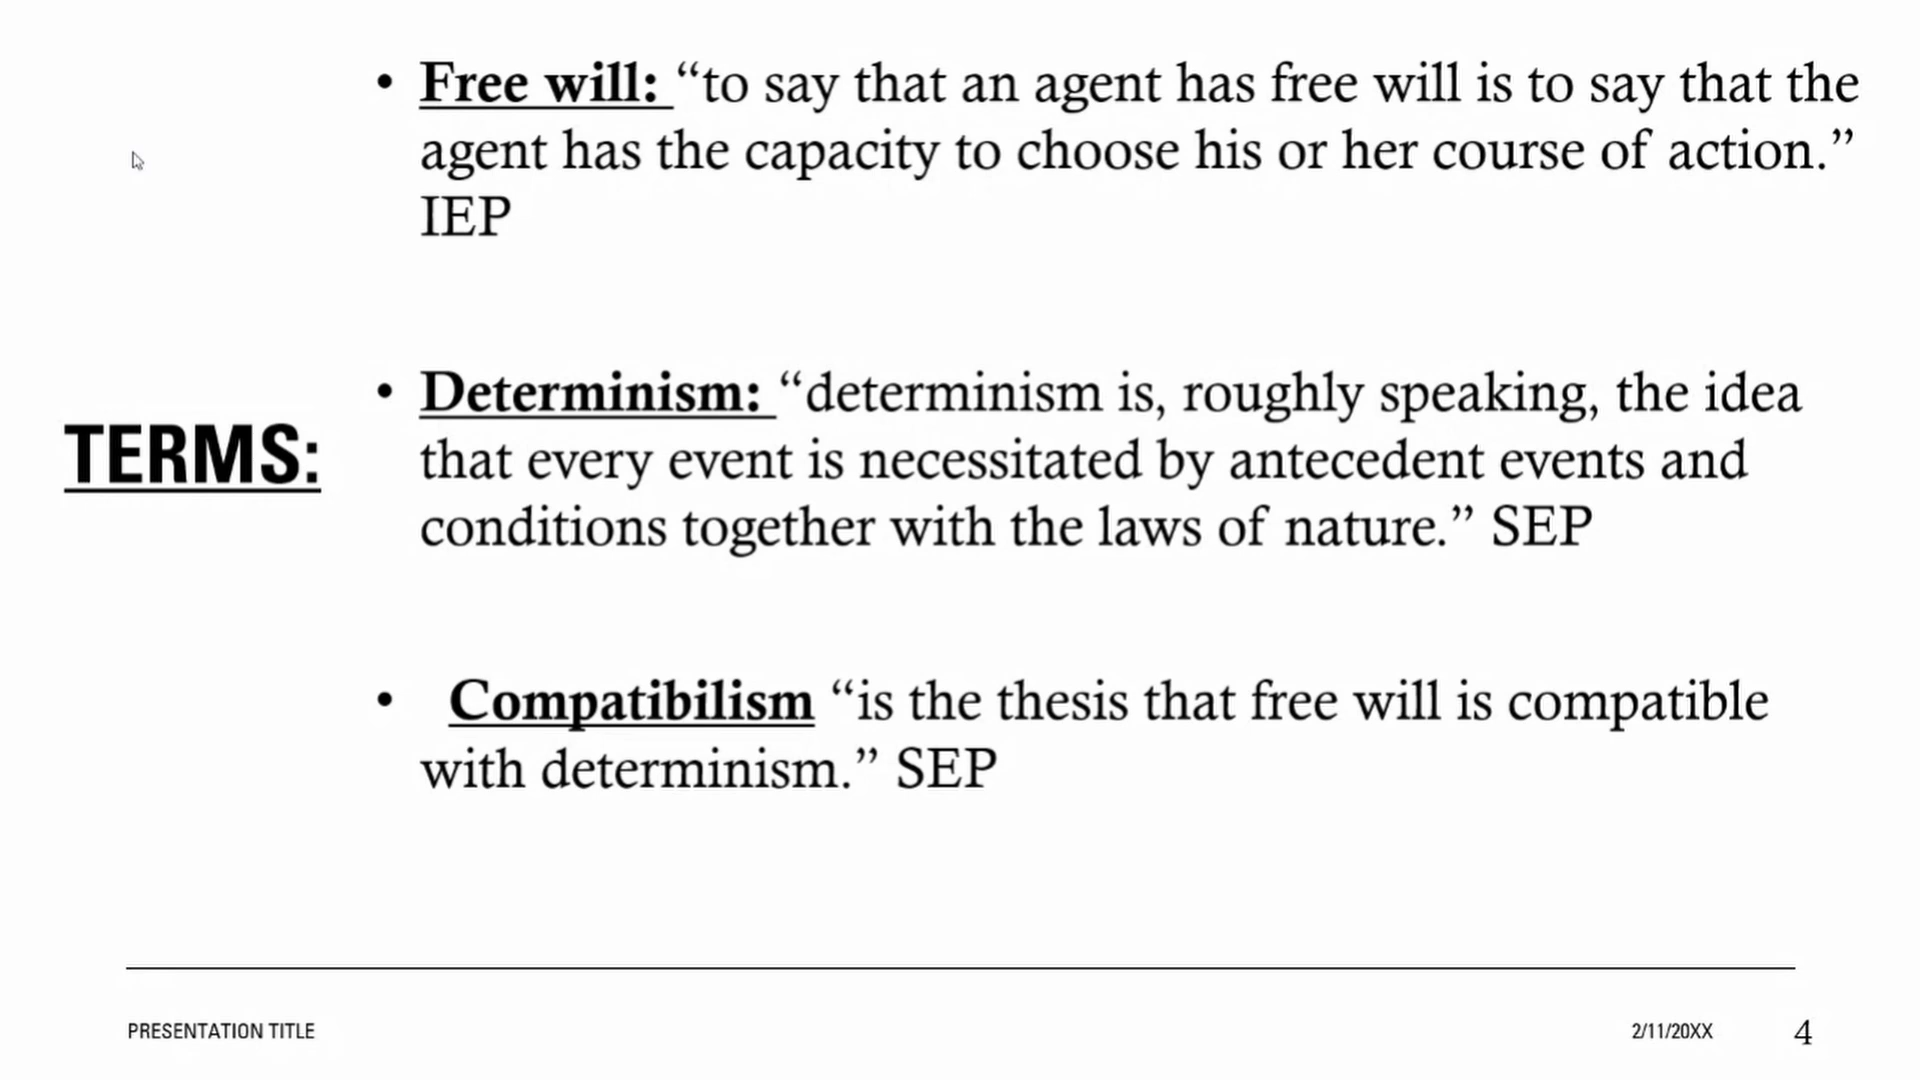 • Free will: “to say that an agent has free will is to say that the
agent has the capacity to choose his or her course of action.”
IEP
TERMS:
• Determinism: “determinism is, roughly speaking, the idea
that every event is necessitated by antecedent events and
conditions together with the laws of nature.” SEP
• Compatibilism “is the thesis that free will is compatible
with determinism.” SEP
PRESENTATION TITLE
2/11/20XX
4